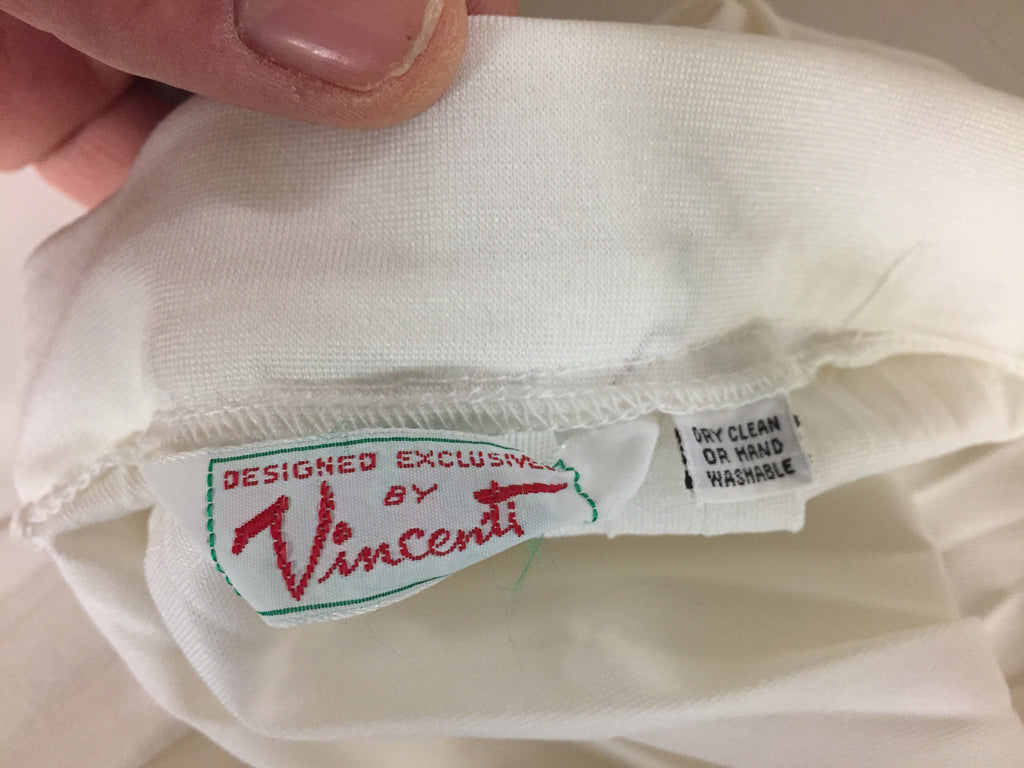 DESIGNED EXCLUSIVE
BY
Vincenti
DRY CLEAN
OR HAND
WASHABLE